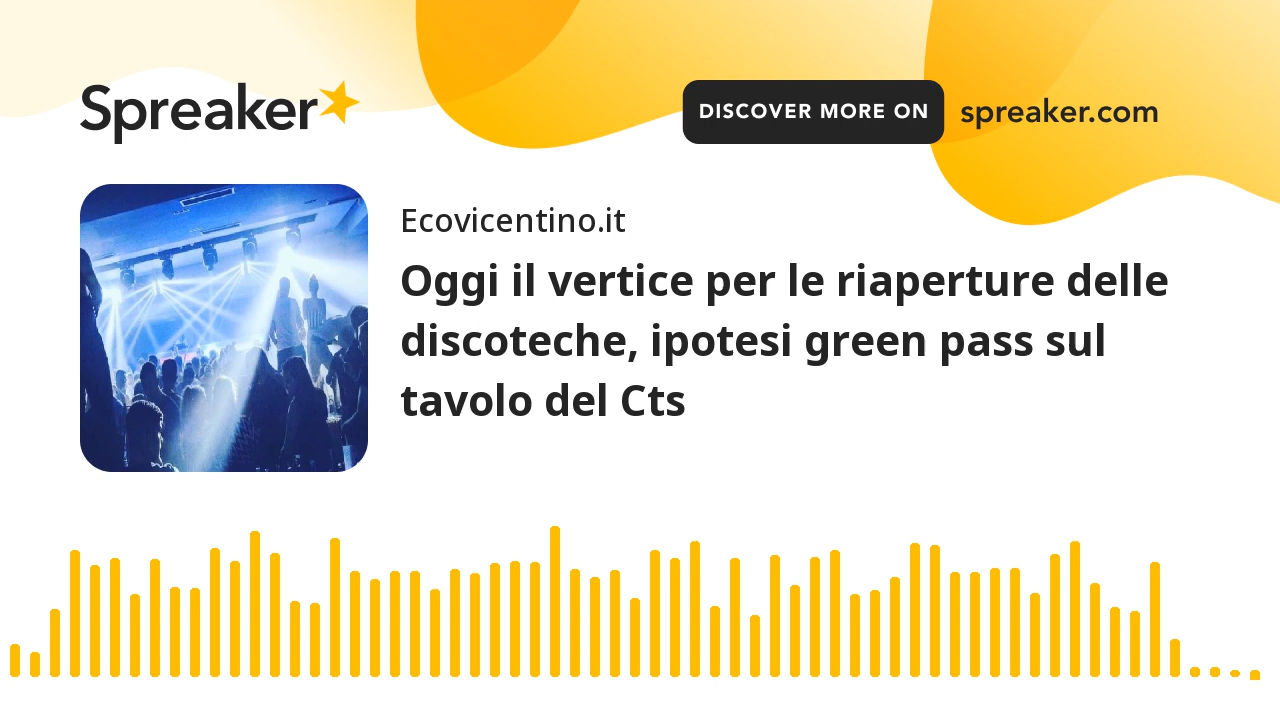 Spreaker
DISCOVER MORE ON spreaker.com
Ecovicentino.it
Oggi il vertice per le riaperture delle
discoteche, ipotesi green pass sul
tavolo del Cts